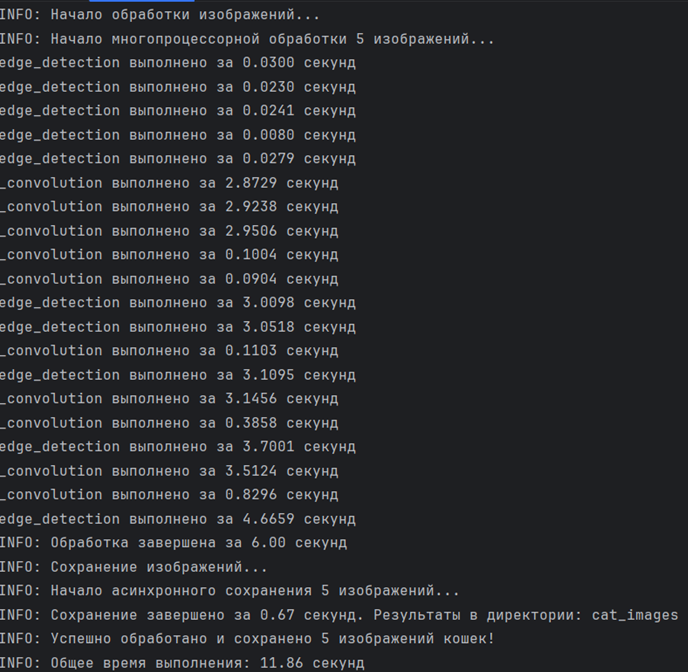 INFO: Начало обработки изображений...
INFO: Начало многопроцессорной обработки 5 изображений...
edge_detection выполнено за 0.0300 секунд
edge_detection выполнено за 0.0230 секунд
edge_detection выполнено за 0.0241 секунд
edge_detection выполнено за 0.0080 секунд
edge_detection выполнено за 0.0279 секунд
_convolution выполнено за 2.8729 секунд
_convolution выполнено за 2.9238 секунд
_convolution выполнено за 2.9506 секунд
_convolution выполнено за 0.1004 секунд
_convolution выполнено за 0.0904 секунд
edge_detection выполнено за 3.0098 секунд
edge_detection выполнено за 3.0518 секунд
_convolution выполнено за 0.1103 секунд
edge_detection выполнено за 3.1095 секунд
_convolution выполнено за 3.1456 секунд
_convolution выполнено за 0.3858 секунд
edge_detection выполнено за 3.7001 секунд
_convolution выполнено за 3.5124 секунд
_convolution выполнено за 0.8296 секунд
edge_detection выполнено за 4.6659 секунд
INFO: Обработка завершена за 6.00 секунд
INFO: Сохранение изображений...
INFO: Начало асинхронного сохранения 5 изображений...
INFO: Сохранение завершено за 0.67 секунд. Результаты в директории: cat_images
INFO: Успешно обработано и сохранено 5 изображений кошек!
INFO: Общее время выполнения: 11.86 секунд